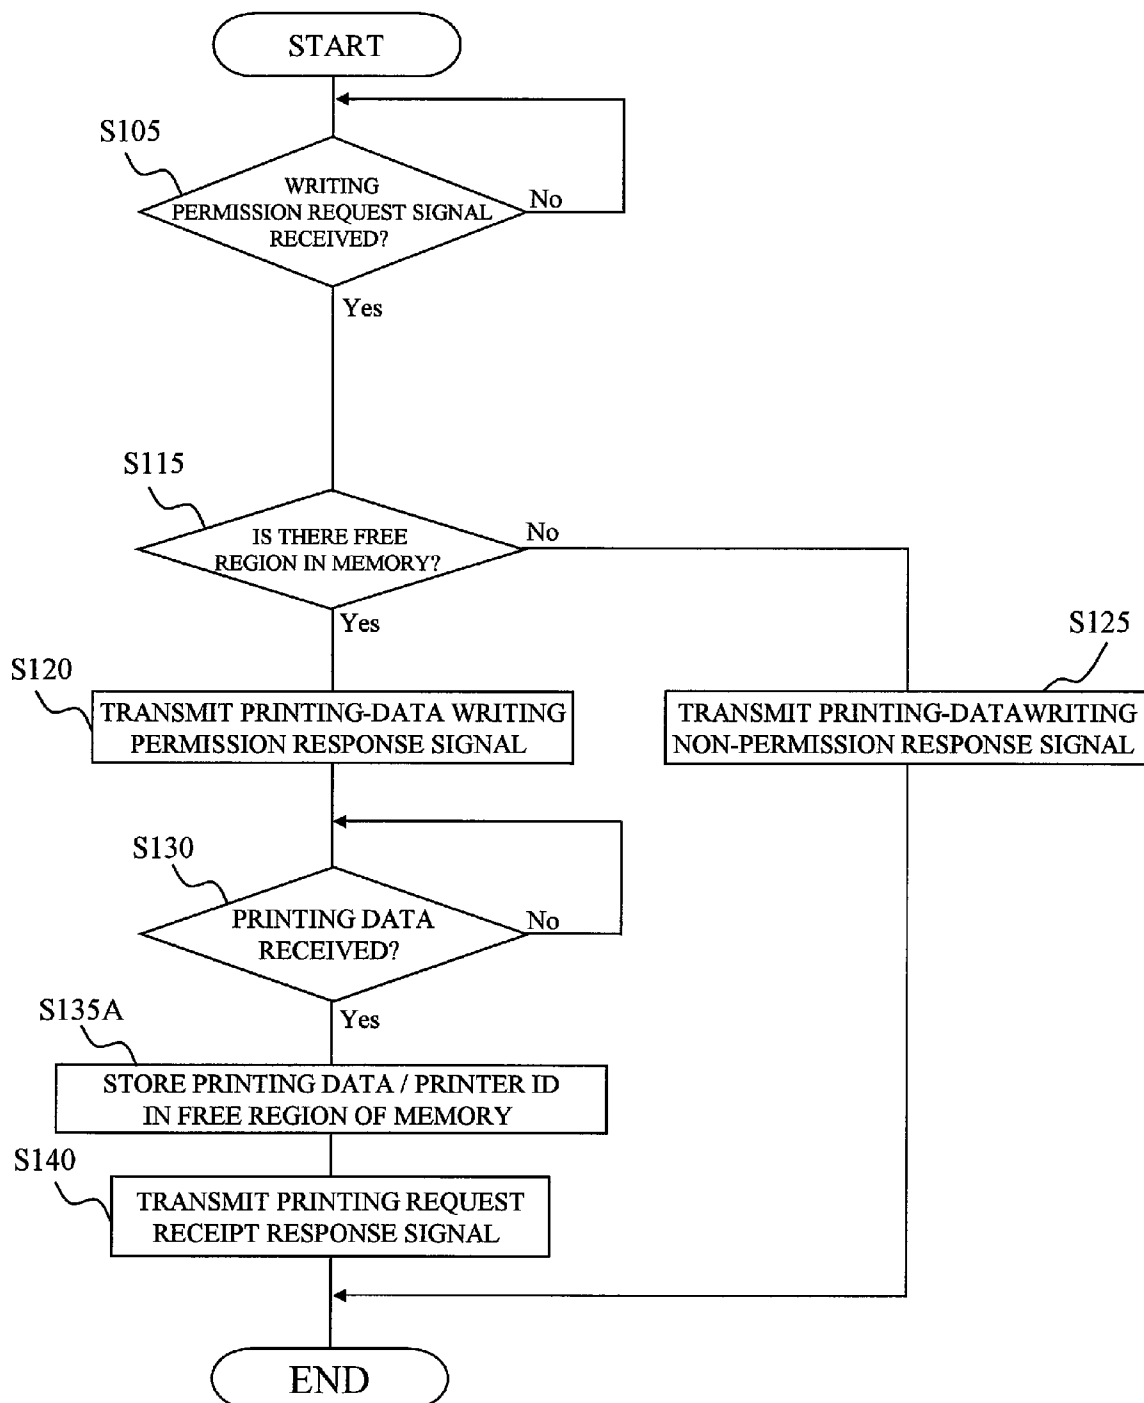 START
S105
WRITING
PERMISSION REQUEST SIGNAL
RECEIVED?
No
Yes
S115
IS THERE FREE
REGION IN MEMORY?
No
Yes
S120
TRANSMIT PRINTING-DATA WRITING
PERMISSION RESPONSE SIGNAL
S125
TRANSMIT PRINTING-DATAWRITING
NON-PERMISSION RESPONSE SIGNAL
S130
PRINTING DATA
RECEIVED?
No
Yes
S135A
STORE PRINTING DATA / PRINTER ID
IN FREE REGION OF MEMORY
S140
TRANSMIT PRINTING REQUEST
RECEIPT RESPONSE SIGNAL
END